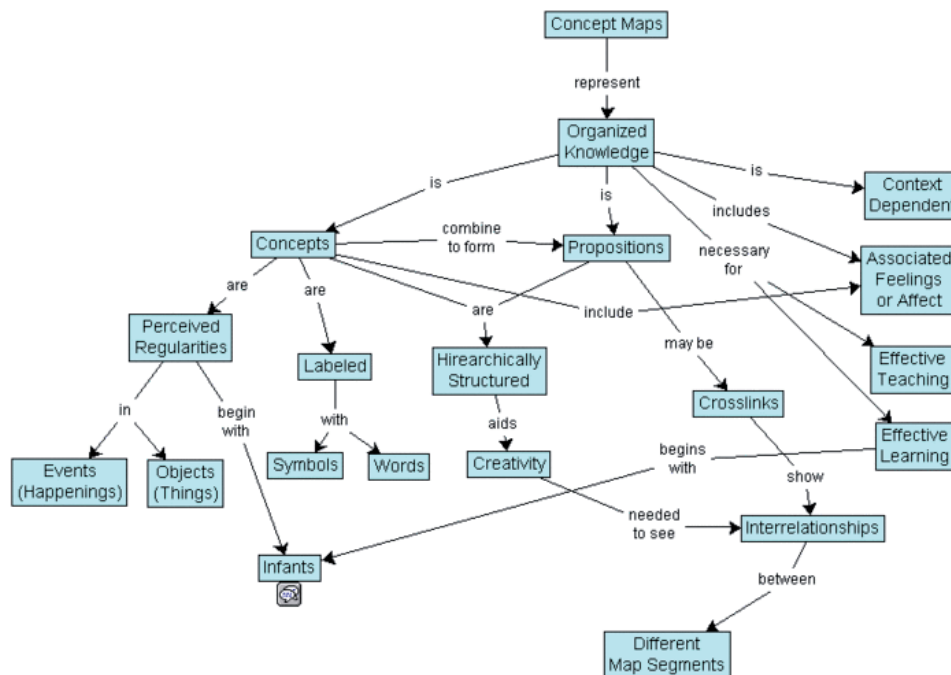 Concept Maps
represent
Organized
Knowledge
is
is
is
Context
Dependent
includes
combine
to form
necessary
for
Concepts
Propositions
Associated
Feelings
or Affect
are
are
are
include
Perceived
Regularities
may be
Labeled
Hirearchically
Structured
Effective
Teaching
Crosslinks
in
begin
with
with
aids
Effective
Learning
Events
(Happenings)
Objects
(Things)
Symbols
Words
Creativity
begins
with
show
needed
to see
Interrelationships
Infants
between
Different
Map Segments